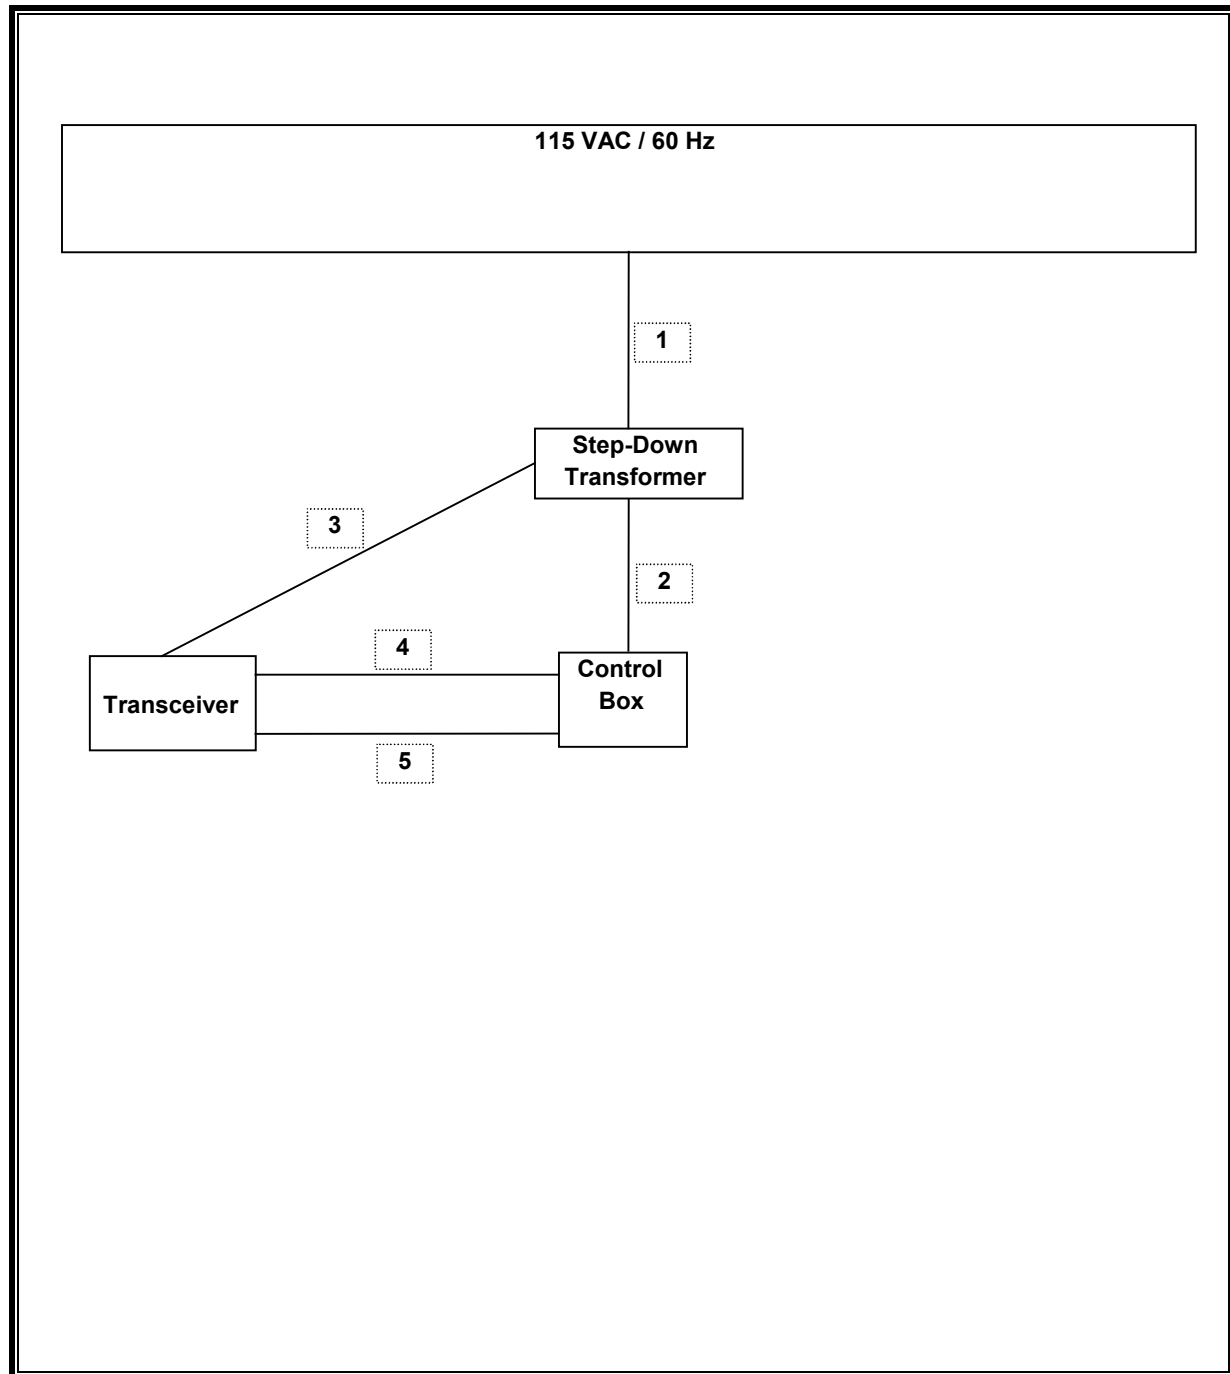 115 VAC / 60 Hz
1
Step-Down
Transformer
3
2
4
Control
Box
Transceiver
5